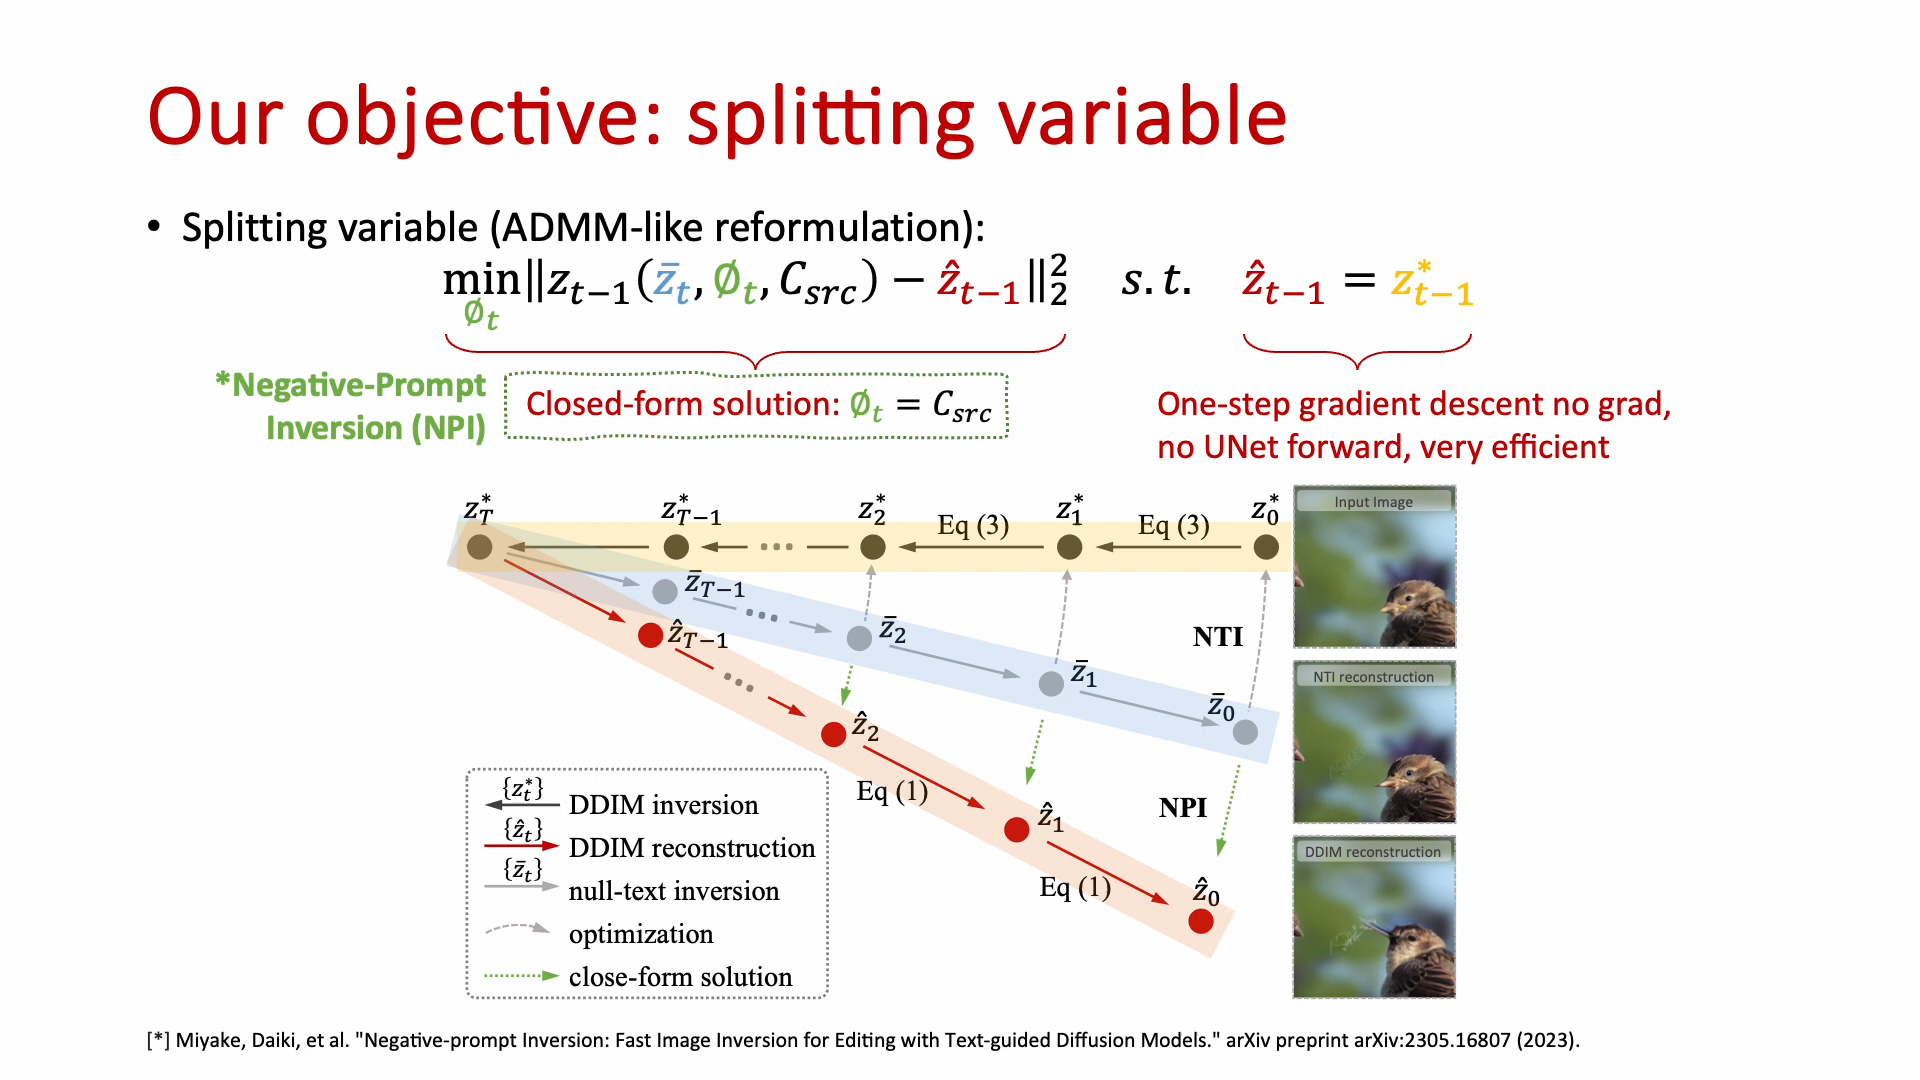 Our objective: splitting variable
• Splitting variable (ADMM-like reformulation):
min‖z_{t−1}(z̄_t, ∅_t, C_{src}) − ẑ_{t−1}‖₂² s.t. ẑ_{t−1} = z*_{t−1}
∅_t
*Negative-Prompt
Inversion (NPI)
Closed-form solution: ∅_t = C_{src}
One-step gradient descent no grad,
no UNet forward, very efficient
z*_T z*_{T−1} z*_2 z*_1 z*_0
Eq (3) Eq (3)
z̄_{T−1}
ẑ_{T−1}
z̄_2
z̄_1
z̄_0
NTI
ẑ_2
Eq (1)
ẑ_1
NPI
Eq (1)
ẑ_0
{z*_t}
DDIM inversion
{ẑ_t}
DDIM reconstruction
{z̄_t}
null-text inversion
optimization
close-form solution
Input Image
NTI reconstruction
DDIM reconstruction
[*] Miyake, Daiki, et al. "Negative-prompt Inversion: Fast Image Inversion for Editing with Text-guided Diffusion Models." arXiv preprint arXiv:2305.16807 (2023).